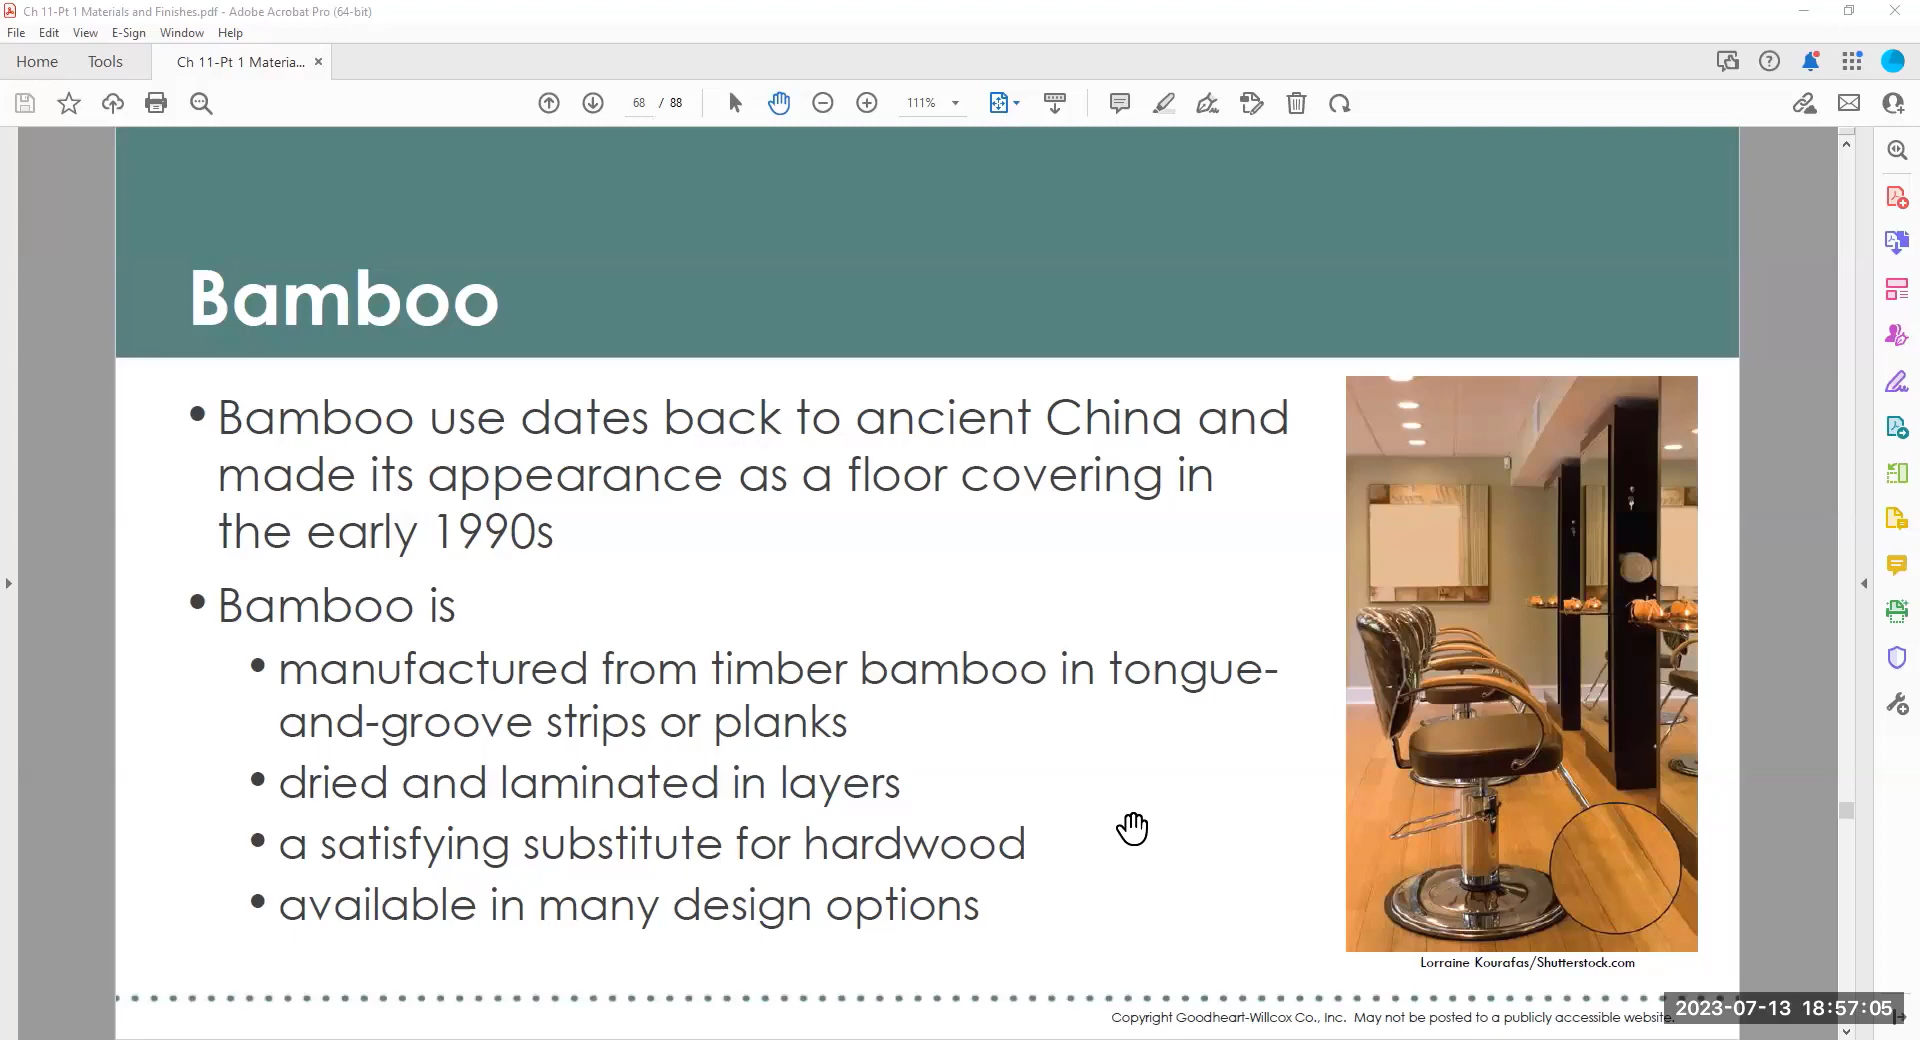 Ch 11-Pt 1 Materials and Finishes.pdf - Adobe Acrobat Pro (64-bit)
File Edit View E-Sign Window Help
Home Tools Ch 11-Pt 1 Materia... ×
68 / 88 111%
Bamboo
• Bamboo use dates back to ancient China and
made its appearance as a floor covering in
the early 1990s
• Bamboo is
• manufactured from timber bamboo in tongue-
and-groove strips or planks
• dried and laminated in layers
• a satisfying substitute for hardwood
• available in many design options
Lorraine Kourafas/Shutterstock.com
2023-07-13 18:57:05
Copyright Goodheart-Willcox Co., Inc. May not be posted to a publicly accessible website.